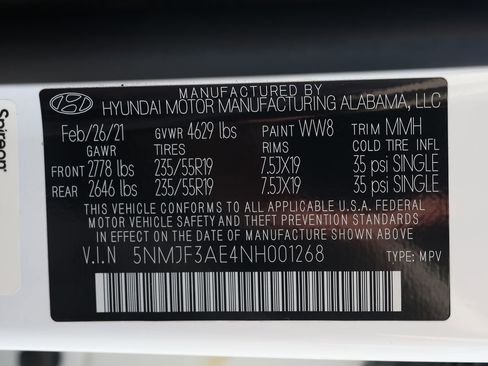 MANUFACTURED BY
HYUNDAI MOTOR MANUFACTURING ALABAMA, LLC
Feb/26/21 GVWR 4629 lbs PAINT WW8 TRIM MMH
GAWR TIRES RIMS COLD TIRE INFL
FRONT 2778 lbs 235/55R19 7.5JX19 35 psi SINGLE
REAR 2646 lbs 235/55R19 7.5JX19 35 psi SINGLE
THIS VEHICLE CONFORMS TO ALL APPLICABLE U.S.A. FEDERAL
MOTOR VEHICLE SAFETY AND THEFT PREVENTION STANDARDS
IN EFFECT ON THE DATE OF MANUFACTURE SHOWN ABOVE
V.I.N 5NMJF3AE4NH001268 TYPE: MPV
Spireon